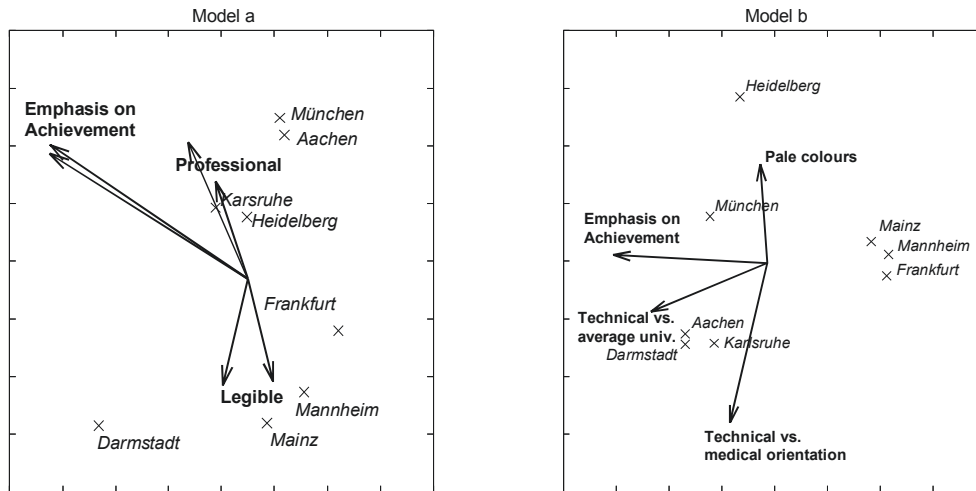 Model a
Emphasis on
Achievement
München
Aachen
Professional
Karsruhe
Heidelberg
Frankfurt
Legible
Mannheim
Darmstadt
Mainz
Model b
Heidelberg
Pale colours
München
Emphasis on
Achievement
Mainz
Mannheim
Frankfurt
Technical vs.
average univ.
Aachen
Karlsruhe
Darmstadt
Technical vs.
medical orientation